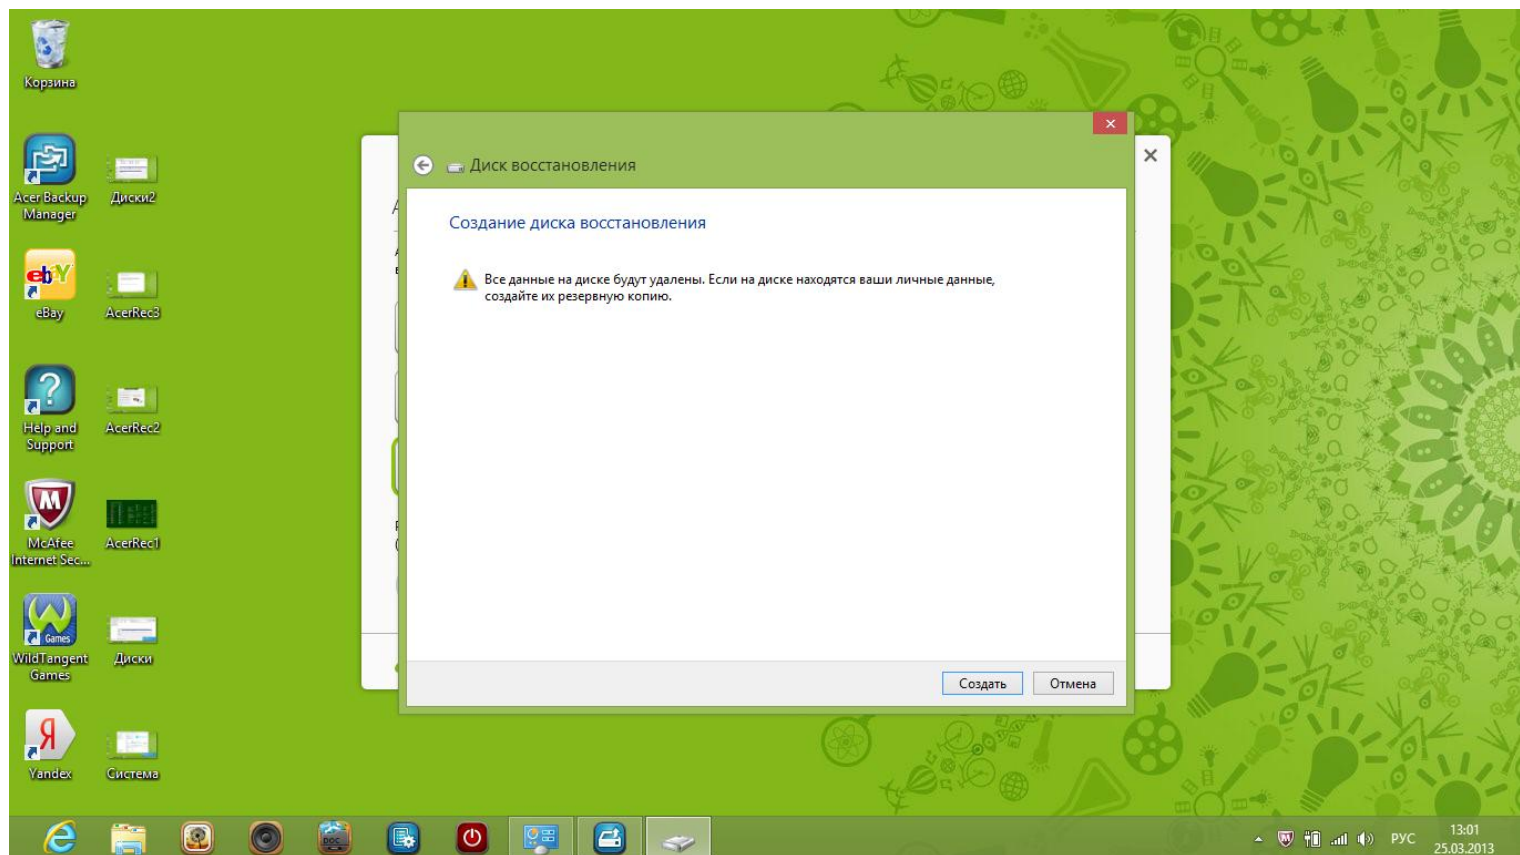 Корзина
Acer Backup
Manager
Диски2
eBay
AcerRec3
Help and
Support
AcerRec2
McAfee
Internet Sec...
AcerRec1
Games
WildTangent
Games
Диски
Я
Yandex
Система
Диск восстановления
Создание диска восстановления
Все данные на диске будут удалены. Если на диске находятся ваши личные данные,
создайте их резервную копию.
Создать
Отмена
DOC
РУС
13:01
25.03.2013